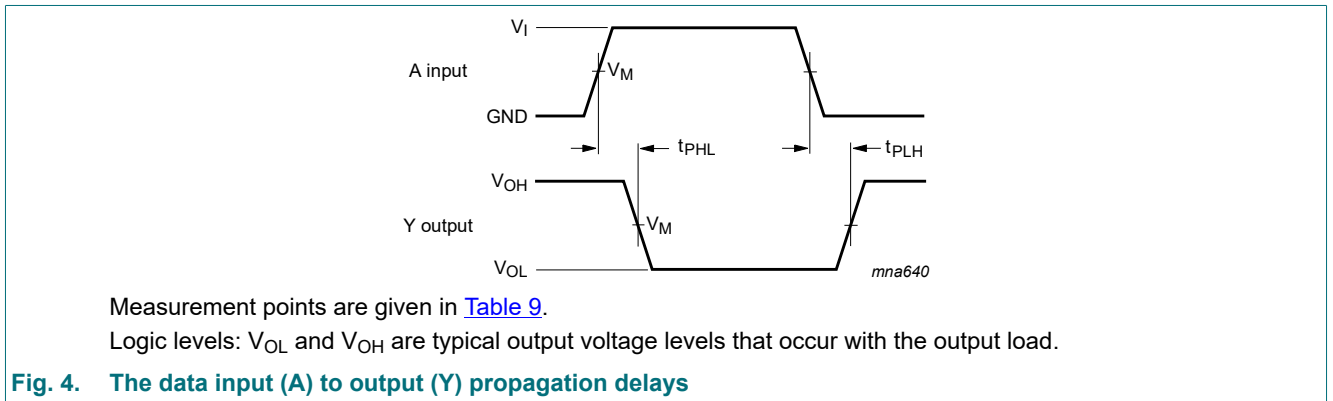 V_I
A input
V_M
GND
t_PHL
t_PLH
V_OH
Y output
V_M
V_OL
mna640
Measurement points are given in Table 9.
Logic levels: V_OL and V_OH are typical output voltage levels that occur with the output load.
Fig. 4. The data input (A) to output (Y) propagation delays